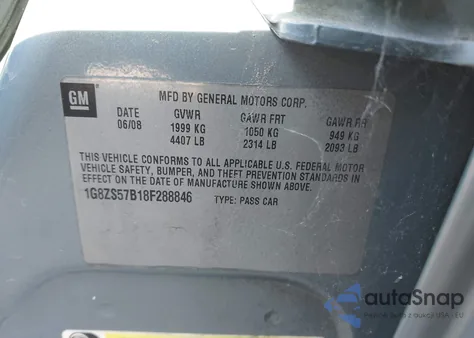 GM
MFD BY GENERAL MOTORS CORP.
DATE GVWR GAWR FRT GAWR RR
06/08 1999 KG 1050 KG 949 KG
4407 LB 2314 LB 2093 LB
THIS VEHICLE CONFORMS TO ALL APPLICABLE U.S. FEDERAL MOTOR
VEHICLE SAFETY, BUMPER, AND THEFT PREVENTION STANDARDS
IN EFFECT ON THE DATE OF MANUFACTURE SHOWN ABOVE.
1G8ZS57B18F288846 TYPE: PASS CAR
autoSnap